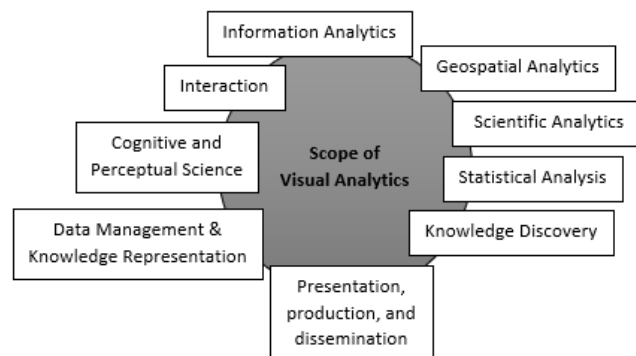 Information Analytics
Geospatial Analytics
Interaction
Scientific Analytics
Cognitive and
Perceptual Science
Scope of
Visual Analytics
Statistical Analysis
Data Management &
Knowledge Representation
Knowledge Discovery
Presentation,
production, and
dissemination